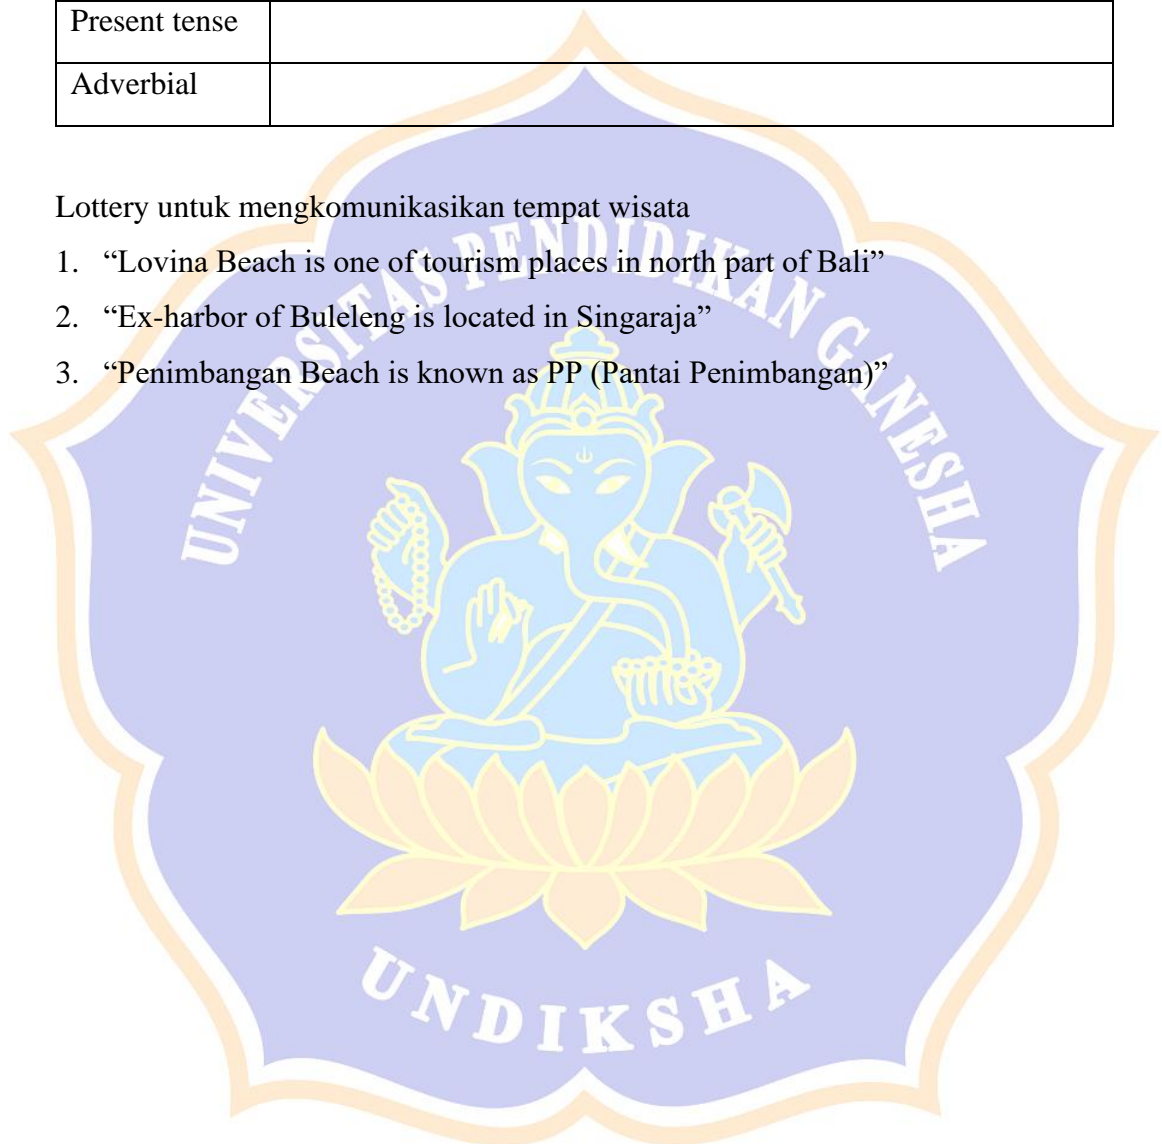 Present tense
Adverbial
Lottery untuk mengkomunikasikan tempat wisata
1. “Lovina Beach is one of tourism places in north part of Bali”
2. “Ex-harbor of Buleleng is located in Singaraja”
3. “Penimbangan Beach is known as PP (Pantai Penimbangan)”
UNIVERSITAS PENDIDIKAN GANESHA
UNDIKSHA